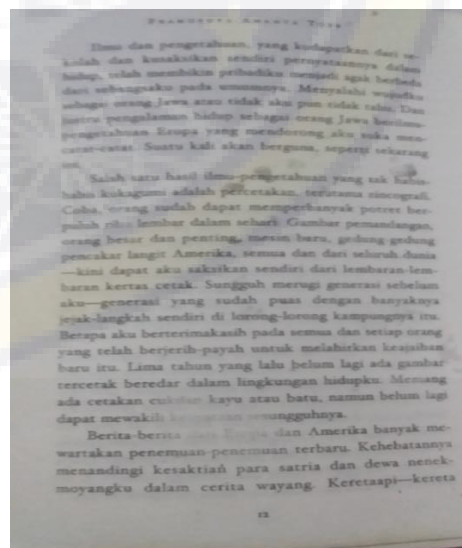 PRAMOEDYA ANANTA TOER
Ilmu dan pengetahuan, yang kudapatkan dari se-
kolah dan kusaksikan sendiri pernyataannya dalam
hidup, telah membikin pribadiku menjadi agak berbeda
dari sebangsaku pada umumnya. Menyalahi wujudku
sebagai orang Jawa atau tidak aku pun tidak tahu. Dan
justru pengalaman hidup sebagai orang Jawa berilmu-
pengetahuan Eropa yang mendorong aku suka men-
catat-catat. Suatu kali akan berguna, seperti sekarang
ini.
Salah satu hasil ilmu-pengetahuan yang tak habis-
habis kukagumi adalah percetakan, terutama zincografi.
Coba, orang sudah dapat memperbanyak potret ber-
puluh ribu lembar dalam sehari. Gambar pemandangan,
orang besar dan penting, mesin baru, gedung gedung
pencakar langit Amerika, semua dan dari seluruh dunia
—kini dapat aku saksikan sendiri dari lembaran-lem-
baran kertas cetak. Sungguh merugi generasi sebelum
aku—generasi yang sudah puas dengan banyaknya
jejak-langkah sendiri di lorong-lorong kampungnya itu.
Betapa aku berterimakasih pada semua dan setiap orang
yang telah berjerih-payah untuk melahirkan keajaiban
baru itu. Lima tahun yang lalu belum lagi ada gambar
tercetak beredar dalam lingkungan hidupku. Memang
ada cetakan cukilan kayu atau batu, namun belum lagi
dapat mewakili sesungguhnya.
Berita-berita dari Eropa dan Amerika banyak me-
wartakan penemuan-penemuan terbaru. Kehebatannya
menandingi kesaktian para satria dan dewa nenek-
moyangku dalam cerita wayang. Keretaapi—kereta
12